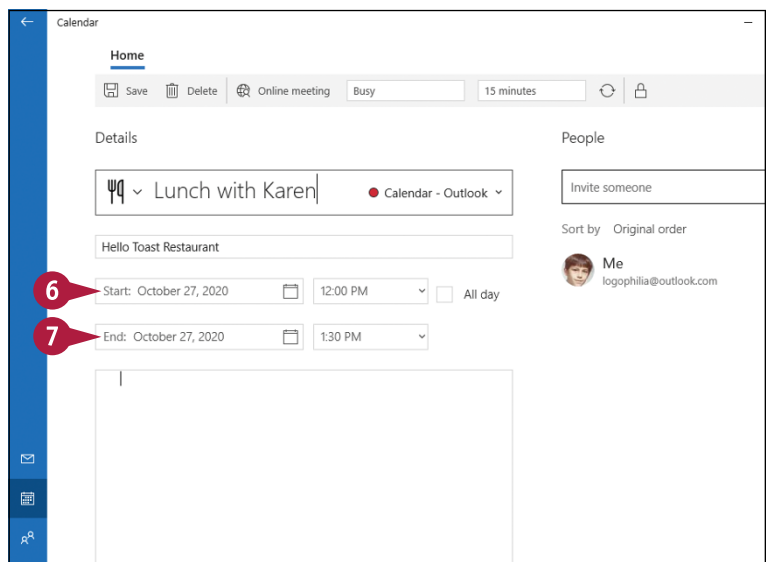 Calendar
Home
Save Delete Online meeting Busy 15 minutes
Details
People
Lunch with Karen Calendar - Outlook
Invite someone
Hello Toast Restaurant
Sort by Original order
Me
logophilia@outlook.com
6 Start: October 27, 2020 12:00 PM All day
7 End: October 27, 2020 1:30 PM